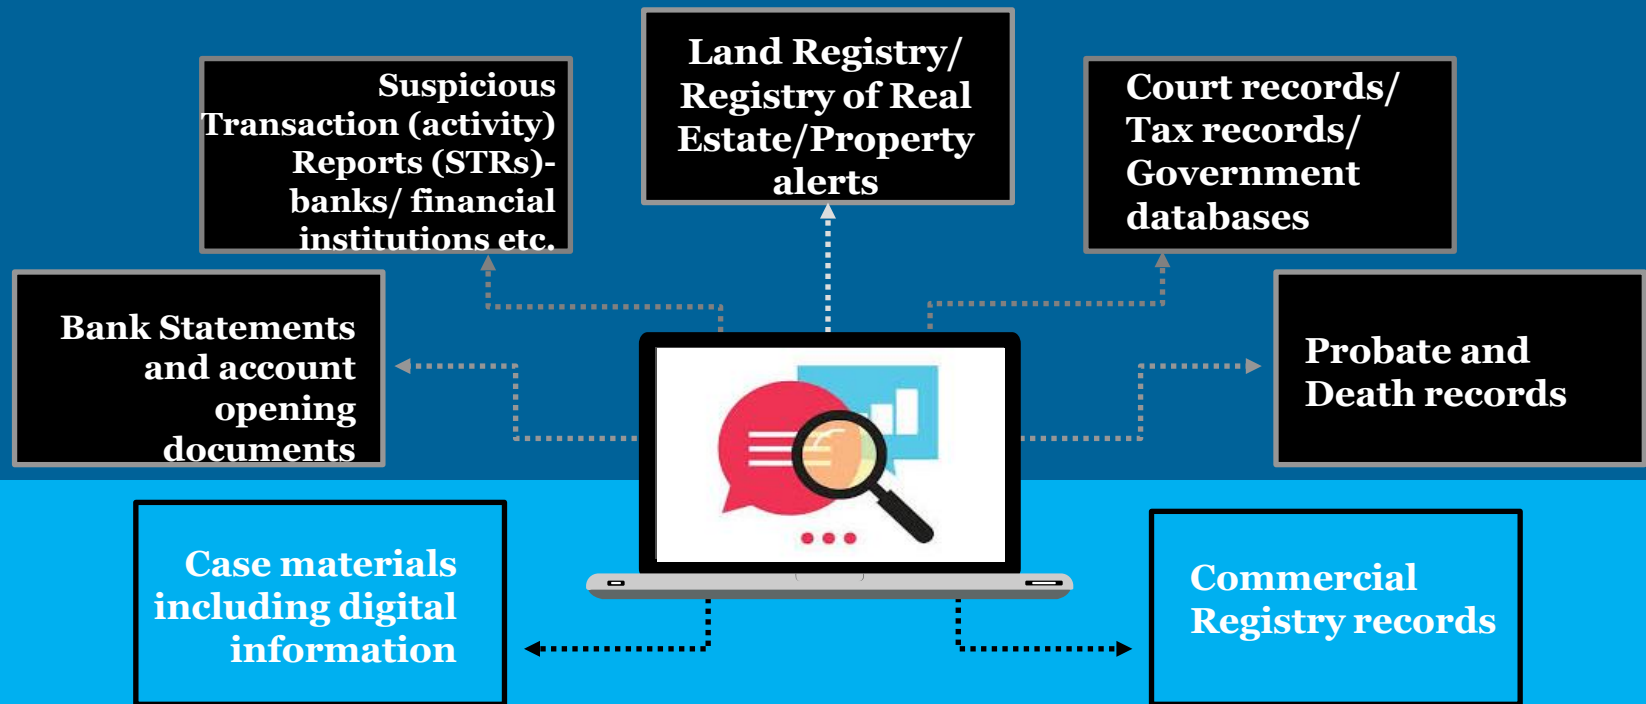 Land Registry/
Registry of Real
Estate/Property
alerts
Suspicious
Transaction (activity)
Reports (STRs)-
banks/ financial
institutions etc.
Court records/
Tax records/
Government
databases
Bank Statements
and account
opening
documents
Probate and
Death records
Case materials
including digital
information
Commercial
Registry records